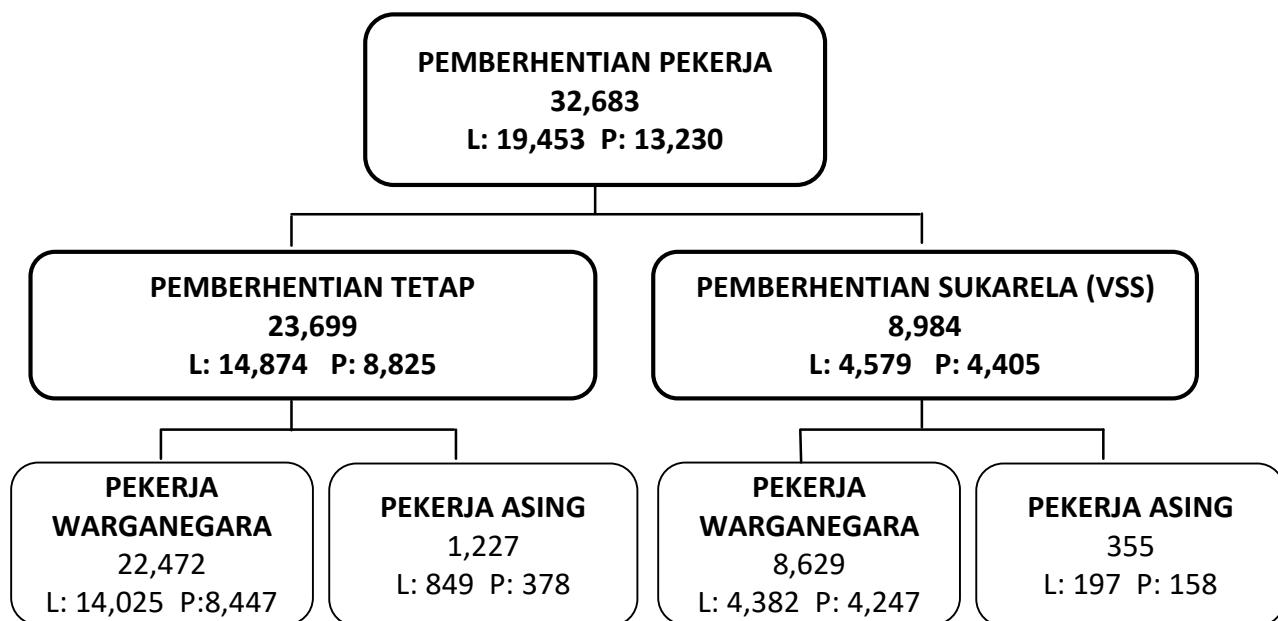 PEMBERHENTIAN PEKERJA
32,683
L: 19,453 P: 13,230
PEMBERHENTIAN TETAP
23,699
L: 14,874 P: 8,825
PEMBERHENTIAN SUKARELA (VSS)
8,984
L: 4,579 P: 4,405
PEKERJA
WARGANEGARA
22,472
L: 14,025 P:8,447
PEKERJA ASING
1,227
L: 849 P: 378
PEKERJA
WARGANEGARA
8,629
L: 4,382 P: 4,247
PEKERJA ASING
355
L: 197 P: 158